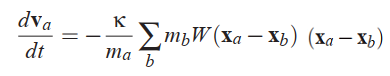 dv_a/dt = − κ/m_a ∑_b m_b W(x_a − x_b) (x_a − x_b)